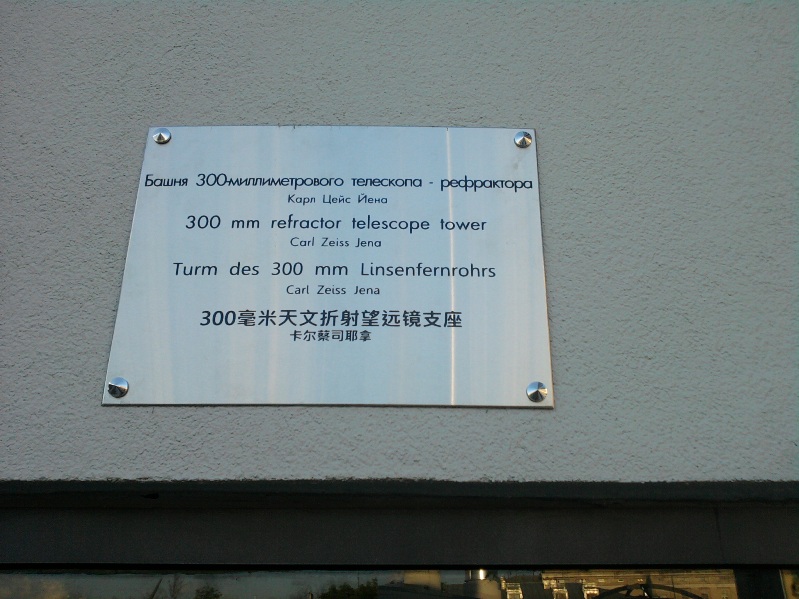 Башня 300-миллиметрового телескопа - рефрактора
Карл Цейс Йена
300 mm refractor telescope tower
Carl Zeiss Jena
Turm des 300 mm Linsenfernrohrs
Carl Zeiss Jena
300毫米天文折射望远镜支座
卡尔蔡司耶拿